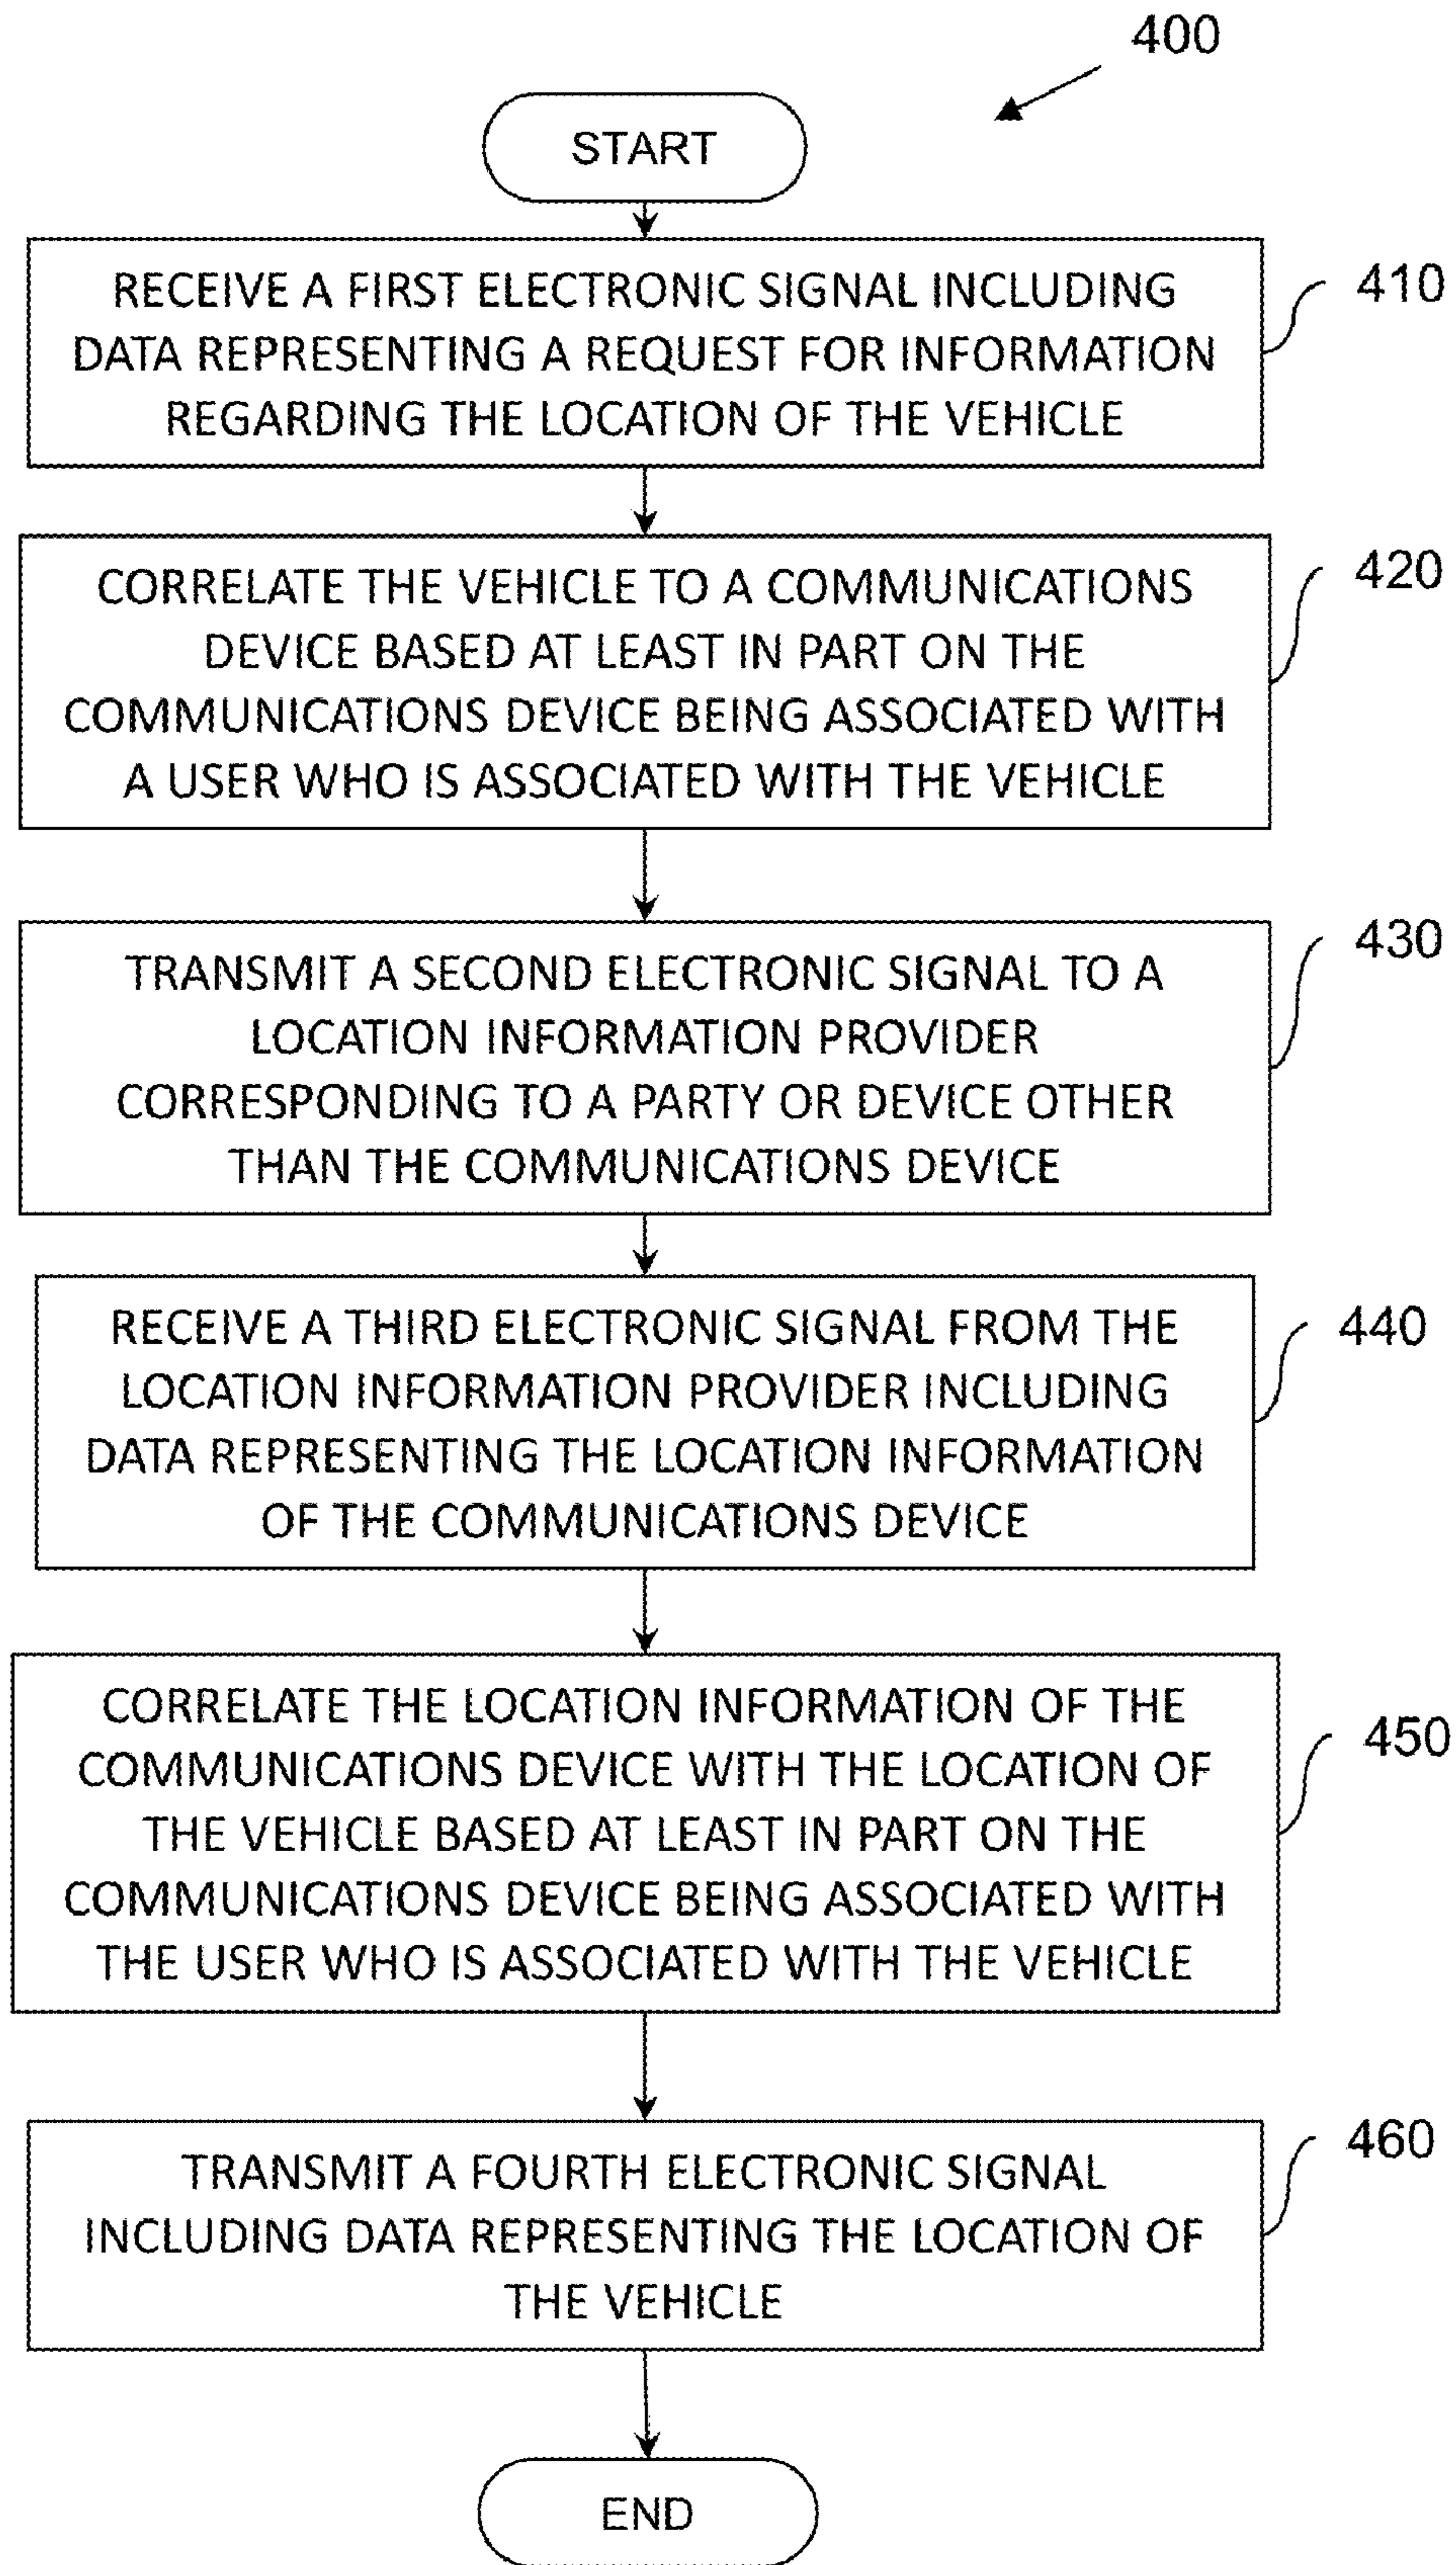 400
START
RECEIVE A FIRST ELECTRONIC SIGNAL INCLUDING
DATA REPRESENTING A REQUEST FOR INFORMATION
REGARDING THE LOCATION OF THE VEHICLE
410
CORRELATE THE VEHICLE TO A COMMUNICATIONS
DEVICE BASED AT LEAST IN PART ON THE
COMMUNICATIONS DEVICE BEING ASSOCIATED WITH
A USER WHO IS ASSOCIATED WITH THE VEHICLE
420
TRANSMIT A SECOND ELECTRONIC SIGNAL TO A
LOCATION INFORMATION PROVIDER
CORRESPONDING TO A PARTY OR DEVICE OTHER
THAN THE COMMUNICATIONS DEVICE
430
RECEIVE A THIRD ELECTRONIC SIGNAL FROM THE
LOCATION INFORMATION PROVIDER INCLUDING
DATA REPRESENTING THE LOCATION INFORMATION
OF THE COMMUNICATIONS DEVICE
440
CORRELATE THE LOCATION INFORMATION OF THE
COMMUNICATIONS DEVICE WITH THE LOCATION OF
THE VEHICLE BASED AT LEAST IN PART ON THE
COMMUNICATIONS DEVICE BEING ASSOCIATED WITH
THE USER WHO IS ASSOCIATED WITH THE VEHICLE
450
TRANSMIT A FOURTH ELECTRONIC SIGNAL
INCLUDING DATA REPRESENTING THE LOCATION OF
THE VEHICLE
460
END